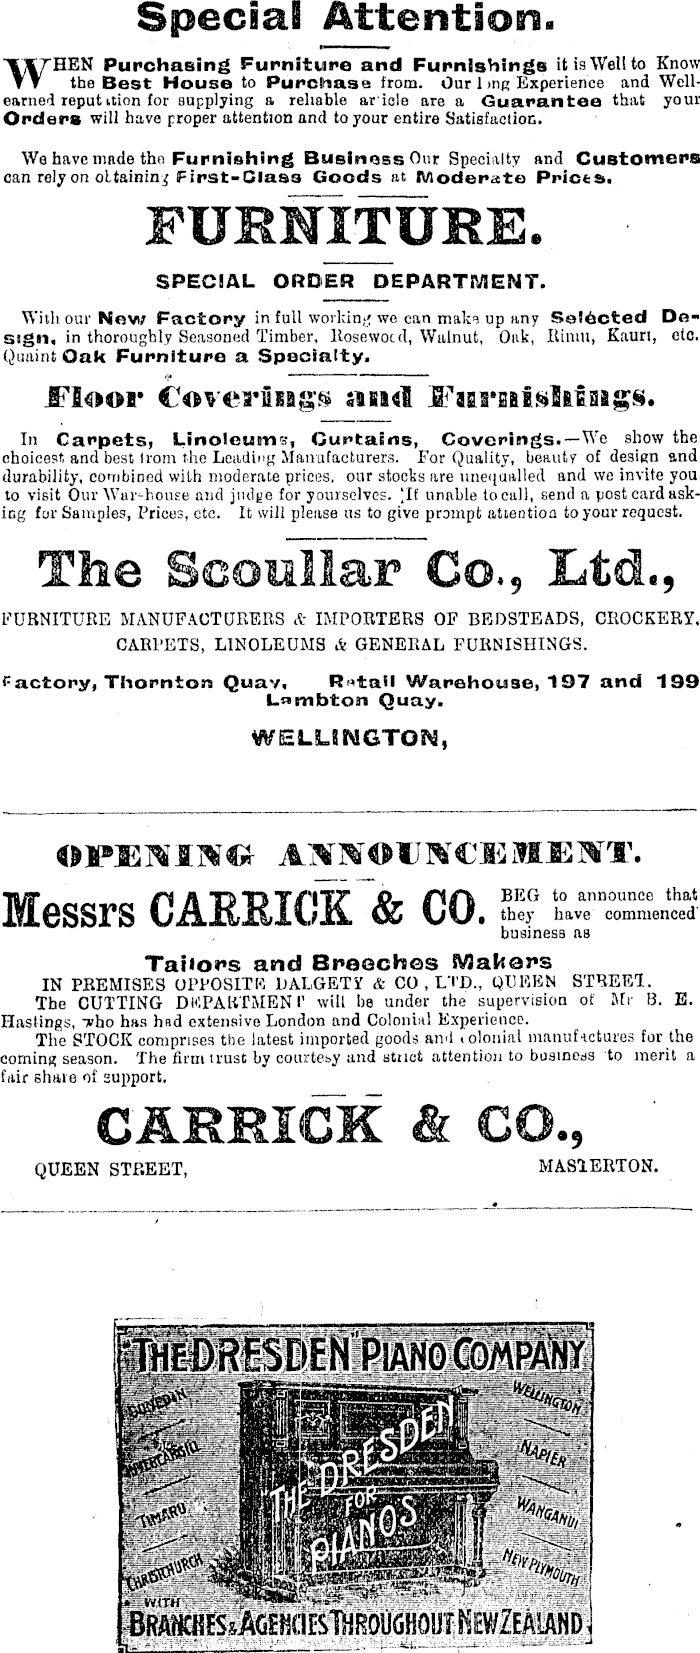 Special Attention.
WHEN Purchasing Furniture and Furnishings it is Well to Know
the Best House to Purchase from. Our Long Experience and Well-
earned reputation for supplying a reliable article are a Guarantee that your
Orders will have proper attention and to your entire Satisfaction.
We have made the Furnishing Business Our Specialty and Customers
can rely on obtaining First-Class Goods at Moderate Prices.
FURNITURE.
SPECIAL ORDER DEPARTMENT.
With our New Factory in full working we can make up any Selected De-
sign, in thoroughly Seasoned Timber, Rosewood, Walnut, Oak, Rimu, Kauri, etc.
Quaint Oak Furniture a Specialty.
Floor Coverings and Furnishings.
In Carpets, Linoleums, Curtains, Coverings.—We show the
choicest and best from the Leading Manufacturers. For Quality, beauty of design and
durability, combined with moderate prices, our stocks are unequalled and we invite you
to visit Our Warehouse and judge for yourselves. If unable to call, send a post card ask-
ing for Samples, Prices, etc. It will please us to give prompt attention to your request.
The Scoullar Co., Ltd.,
FURNITURE MANUFACTURERS & IMPORTERS OF BEDSTEADS, CROCKERY,
CARPETS, LINOLEUMS & GENERAL FURNISHINGS.
Factory, Thornton Quay, Retail Warehouse, 197 and 199
Lambton Quay.
WELLINGTON,
OPENING ANNOUNCEMENT.
Messrs CARRICK & CO. BEG to announce that
they have commenced
business as
Tailors and Breeches Makers
IN PREMISES OPPOSITE DALGETY & CO, LTD., QUEEN STREET.
The CUTTING DEPARTMENT will be under the supervision of Mr B. E.
Hastings, who has had extensive London and Colonial Experience.
The STOCK comprises the latest imported goods and colonial manufactures for the
coming season. The firm trust by courtesy and strict attention to business to merit a
fair share of support.
CARRICK & CO.,
QUEEN STREET, MASTERTON.
"THE DRESDEN" PIANO COMPANY
DUNEDIN
INVERCARGILL
TIMARU
CHRISTCHURCH
THE DRESDEN
FOR
PIANOS
WELLINGTON
NAPIER
WANGANUI
NEW PLYMOUTH
WITH
BRANCHES & AGENCIES THROUGHOUT NEW ZEALAND